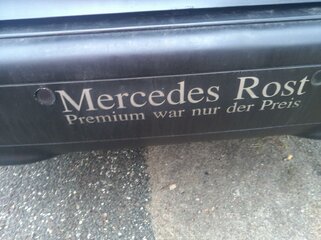 Mercedes Rost
Premium war nur der Preis